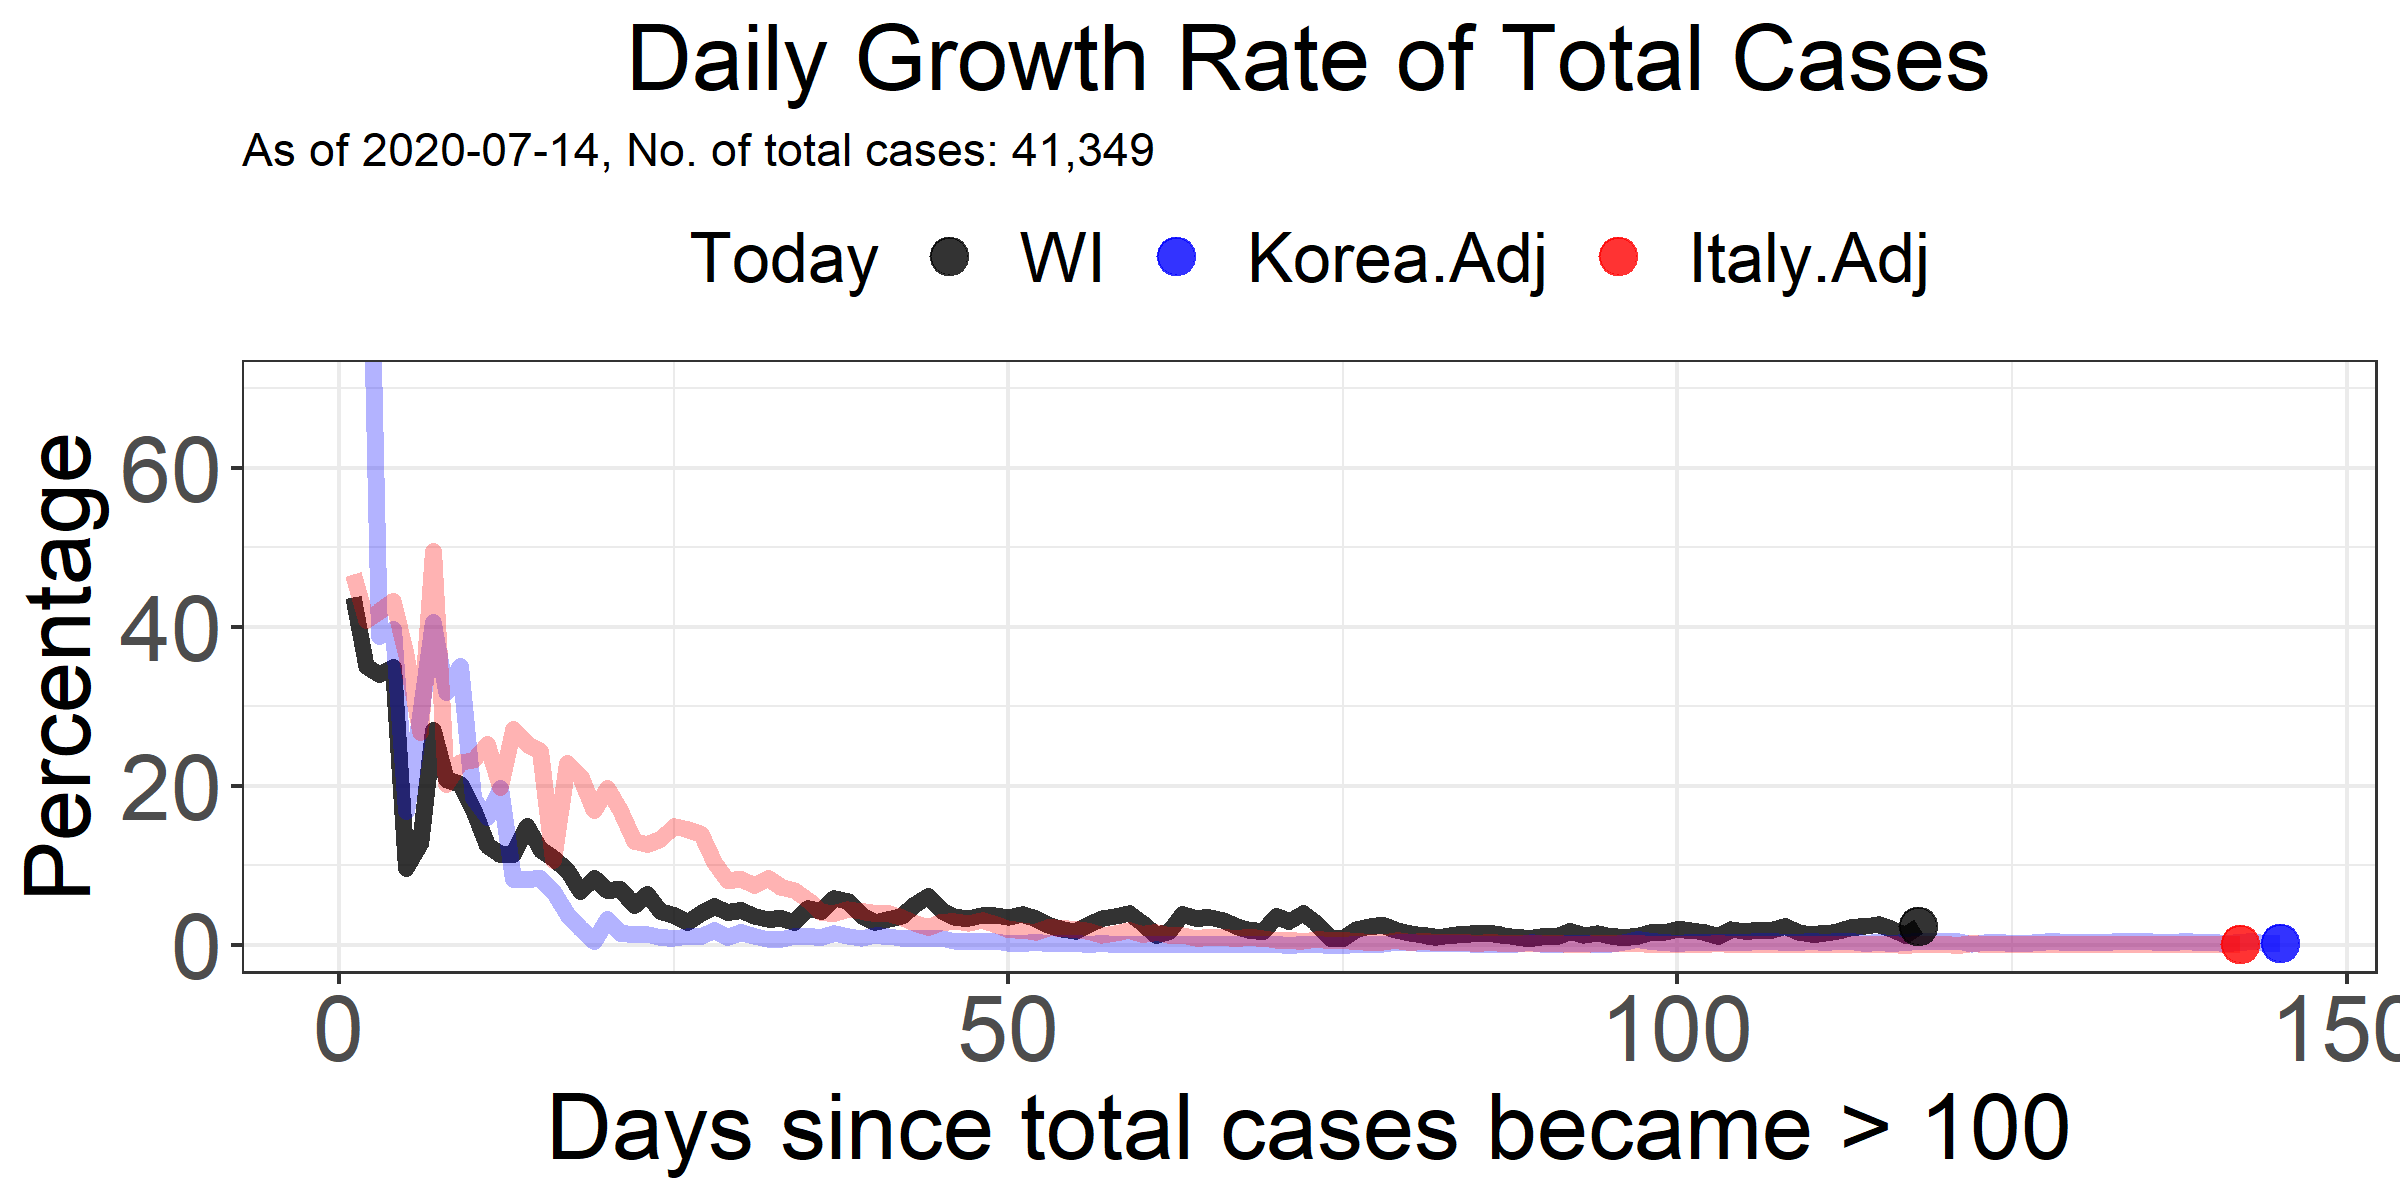 Daily Growth Rate of Total Cases
As of 2020-07-14, No. of total cases: 41,349
Today WI Korea.Adj Italy.Adj
Percentage
60
40
20
0
0 50 100 150
Days since total cases became > 100